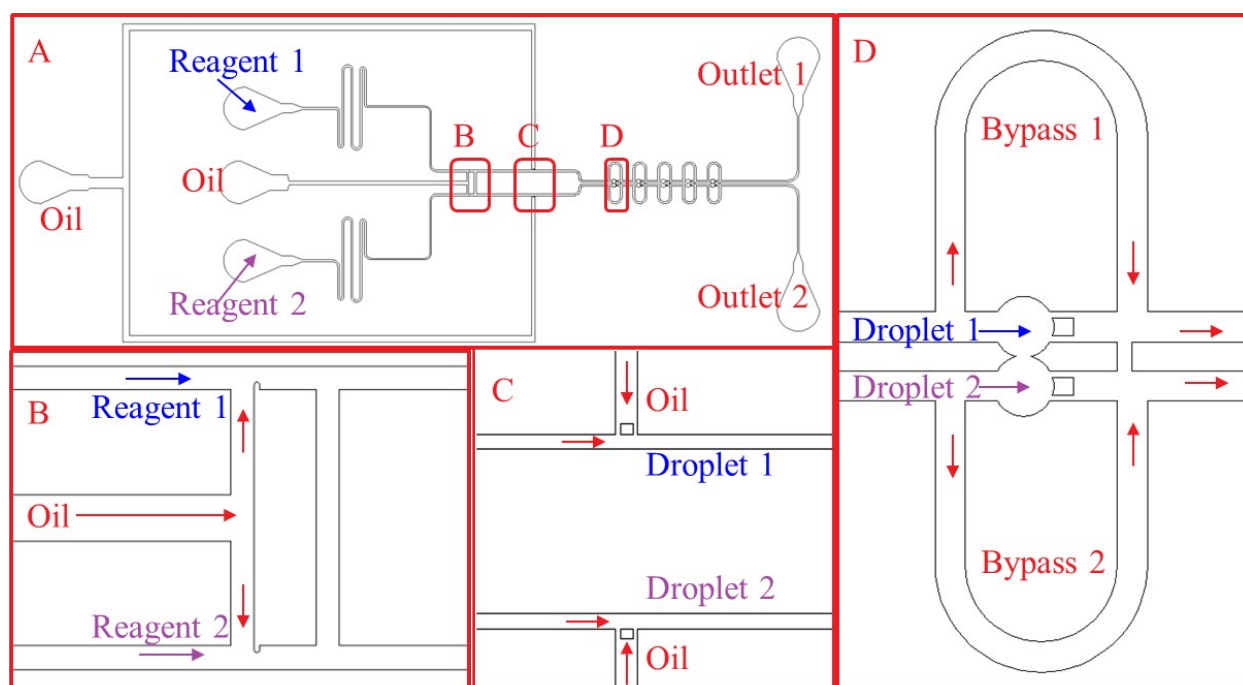 A
Reagent 1
Outlet 1
B
C
D
Oil
Oil
Reagent 2
Outlet 2
B
Reagent 1
Oil
Reagent 2
C
Oil
Droplet 1
Droplet 2
Oil
D
Bypass 1
Droplet 1
Droplet 2
Bypass 2